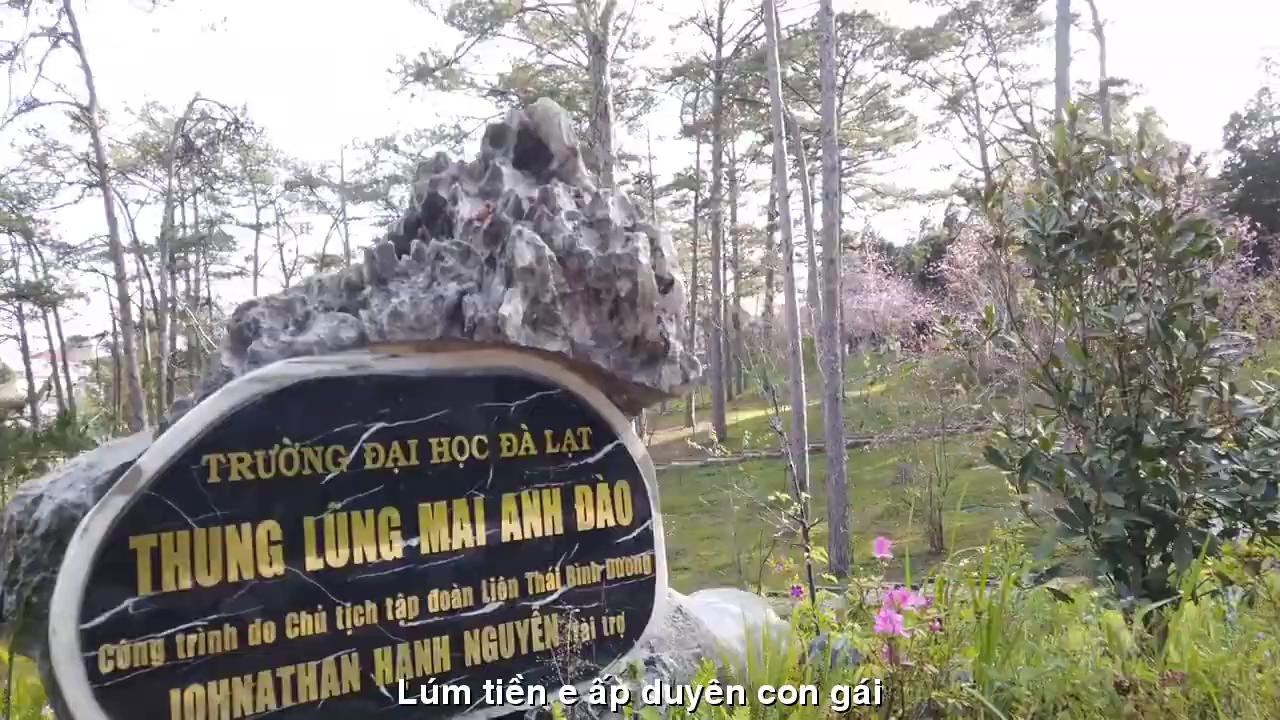 TRƯỜNG ĐẠI HỌC ĐÀ LẠT
THUNG LŨNG MAI ANH ĐÀO
Công trình do Chủ tịch tập đoàn Liên Thái Bình Dương
JOHNATHAN HẠNH NGUYỄN tài trợ
Lúm tiền e ấp duyên con gái